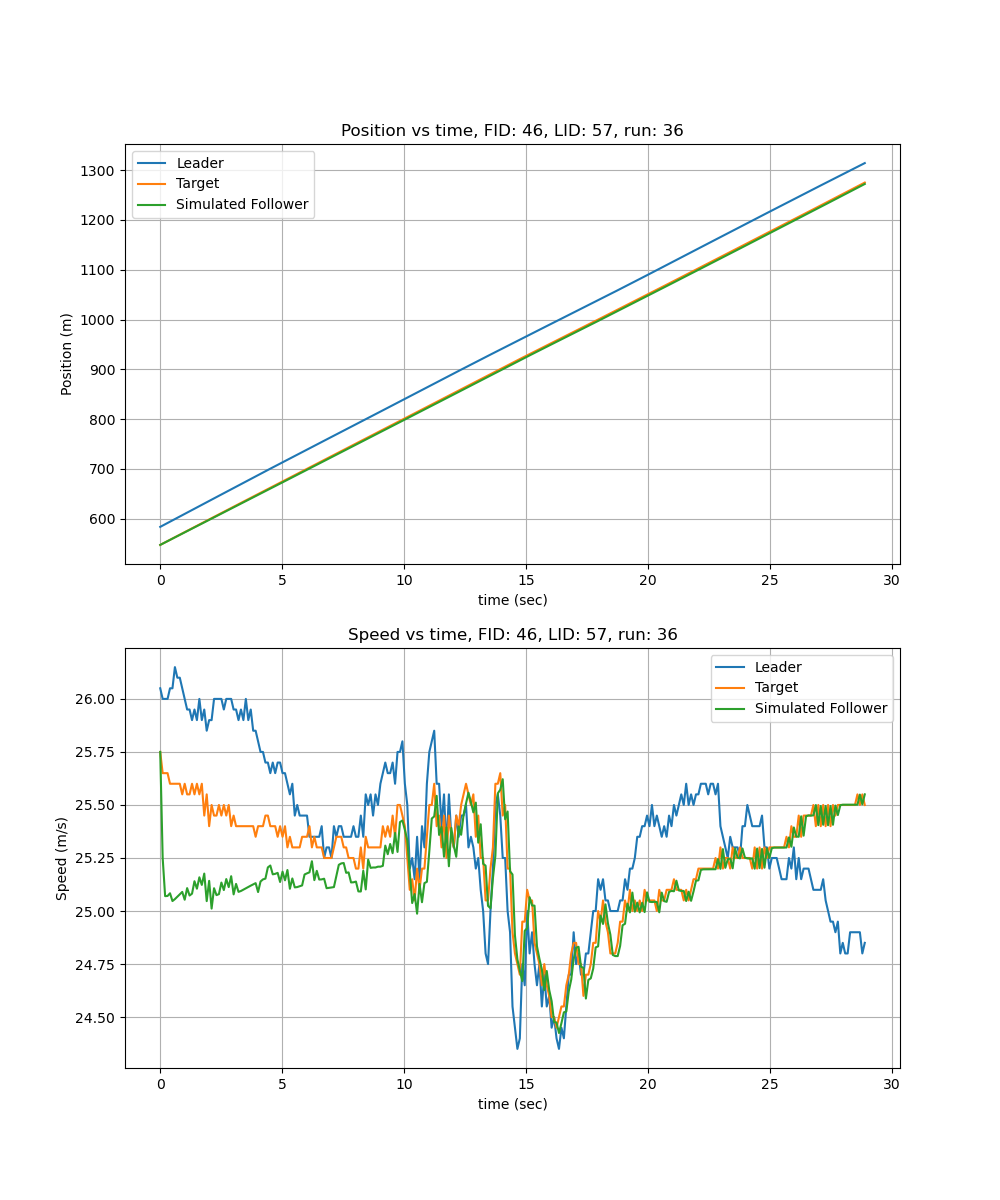 Position vs time, FID: 46, LID: 57, run: 36
Leader
Target
Simulated Follower
1300
1200
1100
1000
900
800
700
600
Position (m)
0 5 10 15 20 25 30
time (sec)
Speed vs time, FID: 46, LID: 57, run: 36
Leader
Target
Simulated Follower
26.00
25.75
25.50
25.25
25.00
24.75
24.50
Speed (m/s)
0 5 10 15 20 25 30
time (sec)